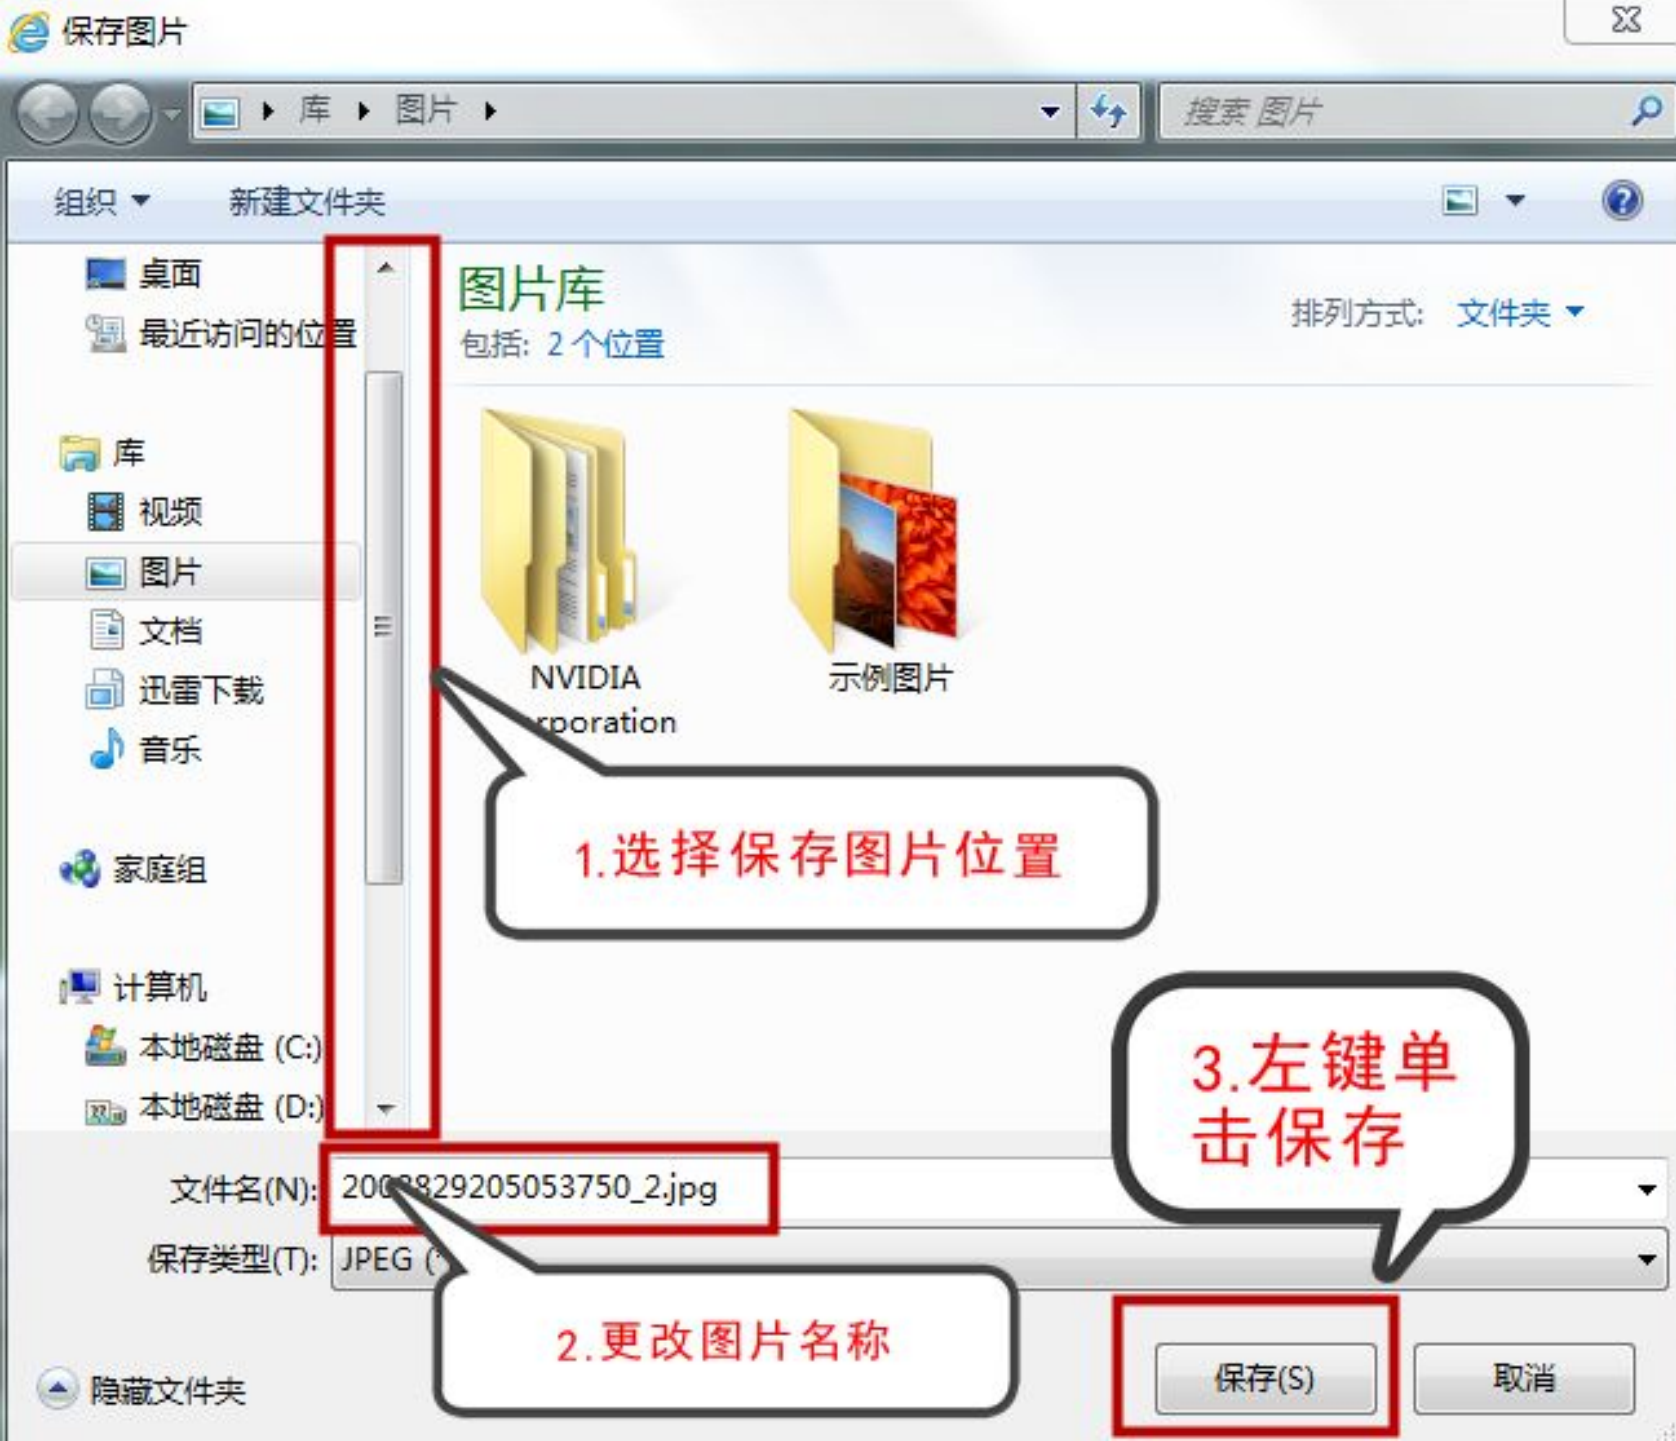 保存图片
库 图片
搜索 图片
组织 新建文件夹
桌面
最近访问的位置
库
视频
图片
文档
迅雷下载
音乐
家庭组
计算机
本地磁盘 (C:)
本地磁盘 (D:)
图片库
包括: 2 个位置
排列方式: 文件夹
NVIDIA
rporation
示例图片
1.选择保存图片位置
3.左键单
击保存
文件名(N): 829205053750_2.jpg
保存类型(T): JPEG (
2.更改图片名称
隐藏文件夹
保存(S)
取消